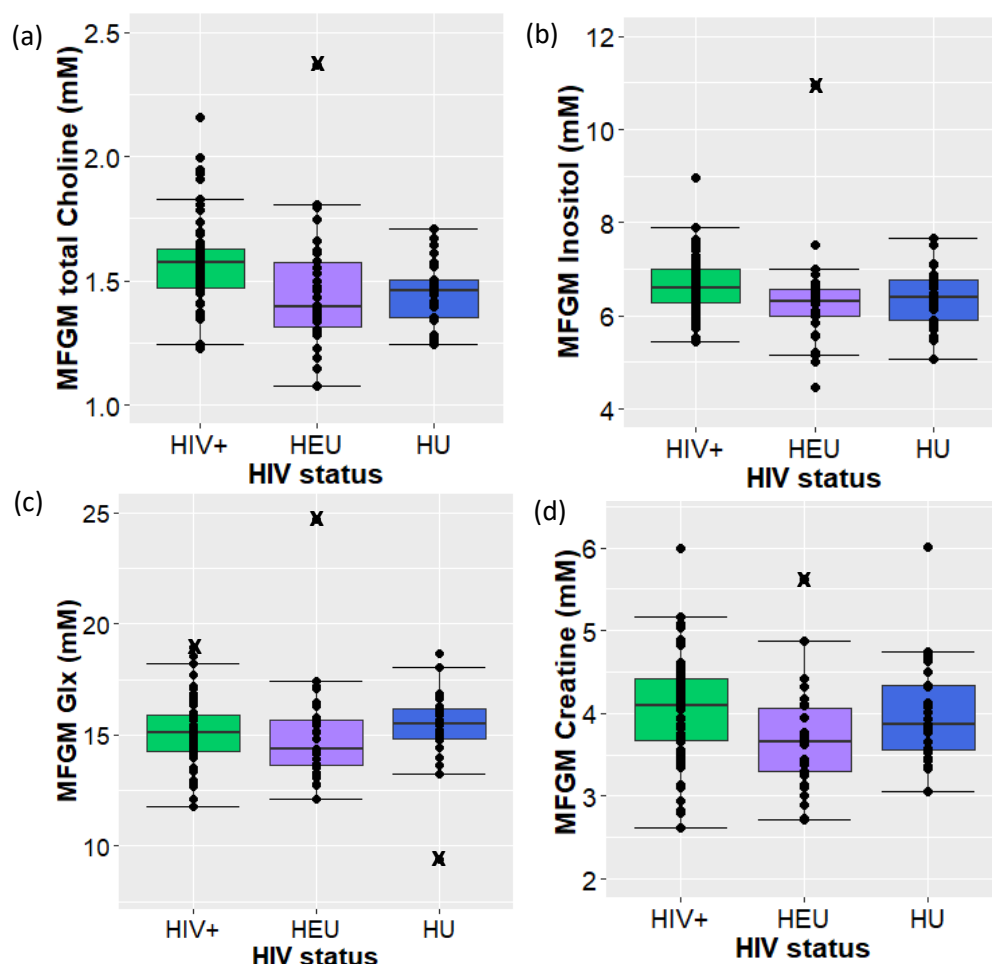 (a)
MFGM total Choline (mM)
2.5
2.0
1.5
1.0
X
HIV+ HEU HU
HIV status
(b)
MFGM Inositol (mM)
12
10
8
6
4
X
HIV+ HEU HU
HIV status
(c)
MFGM Glx (mM)
25
20
15
10
X
X
X
HIV+ HEU HU
HIV status
(d)
MFGM Creatine (mM)
6
5
4
3
2
X
HIV+ HEU HU
HIV status